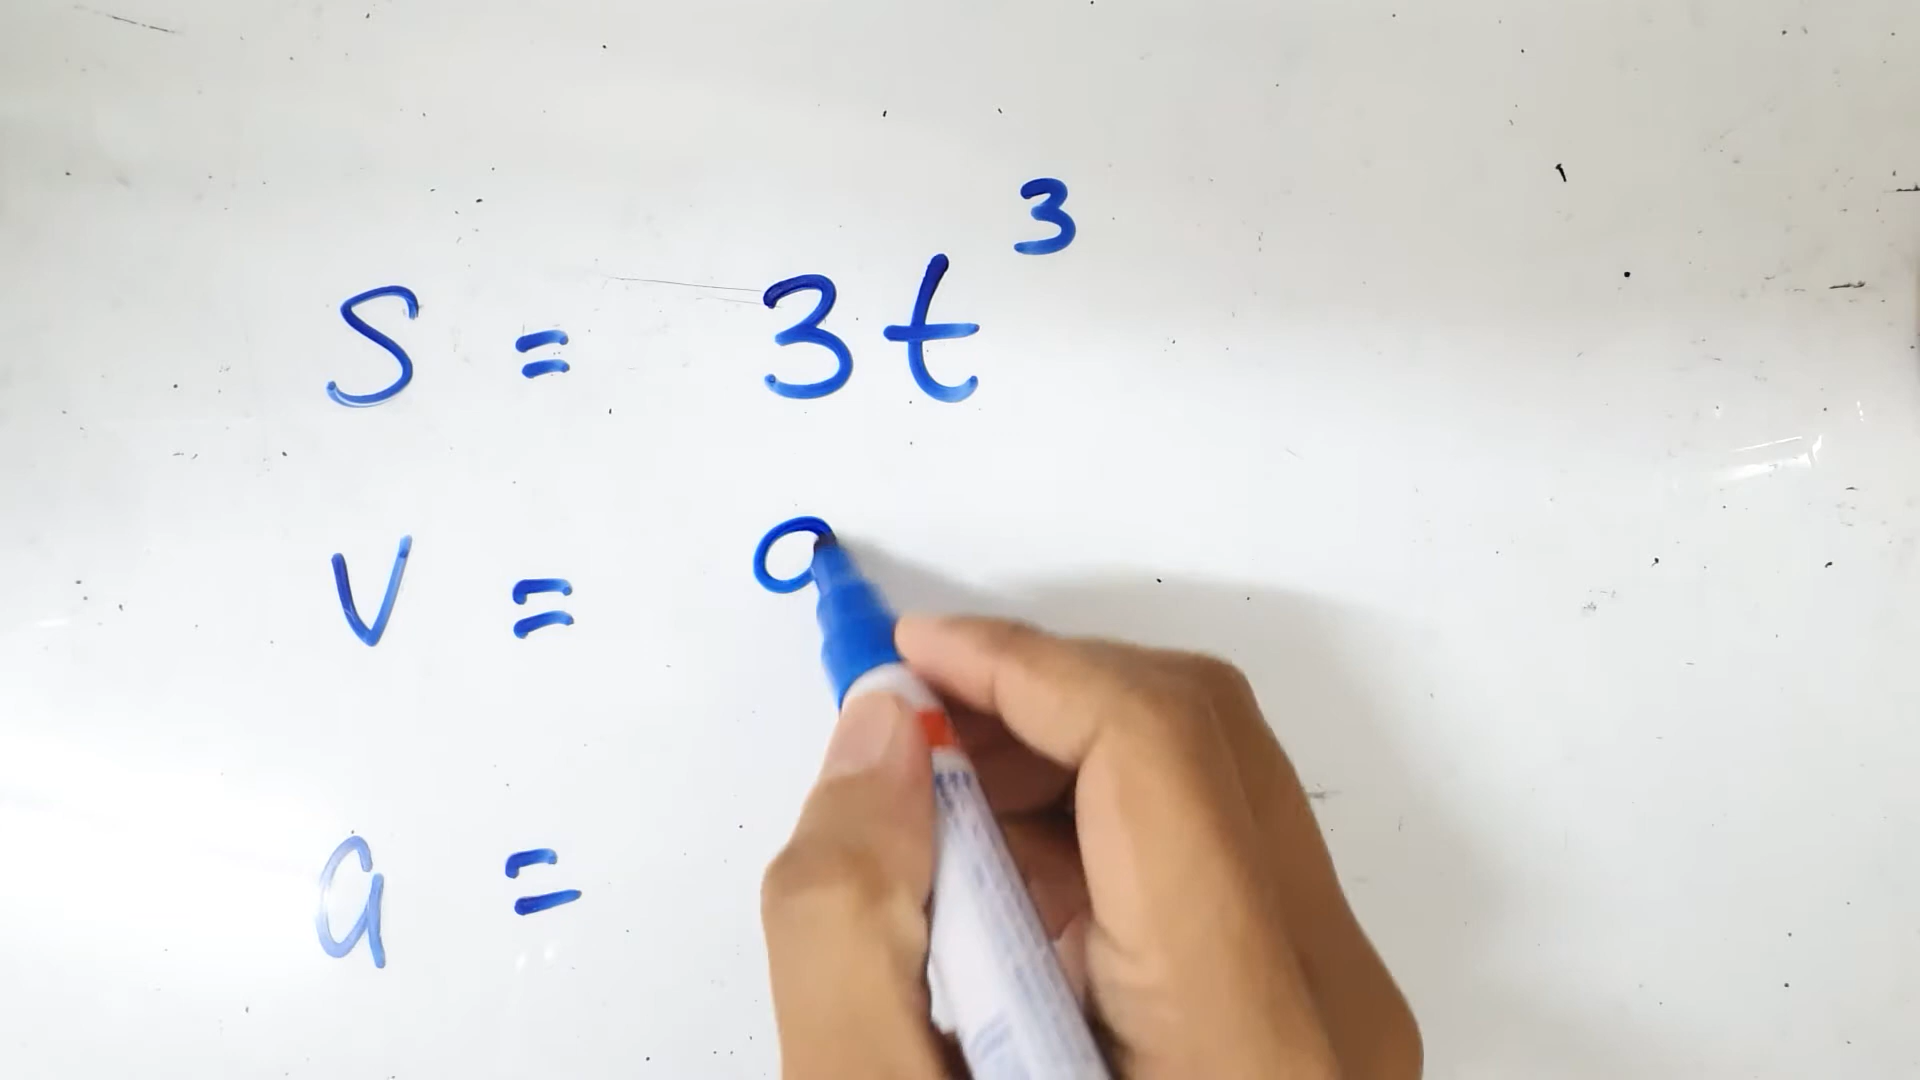 S = 3t³
V =
a =